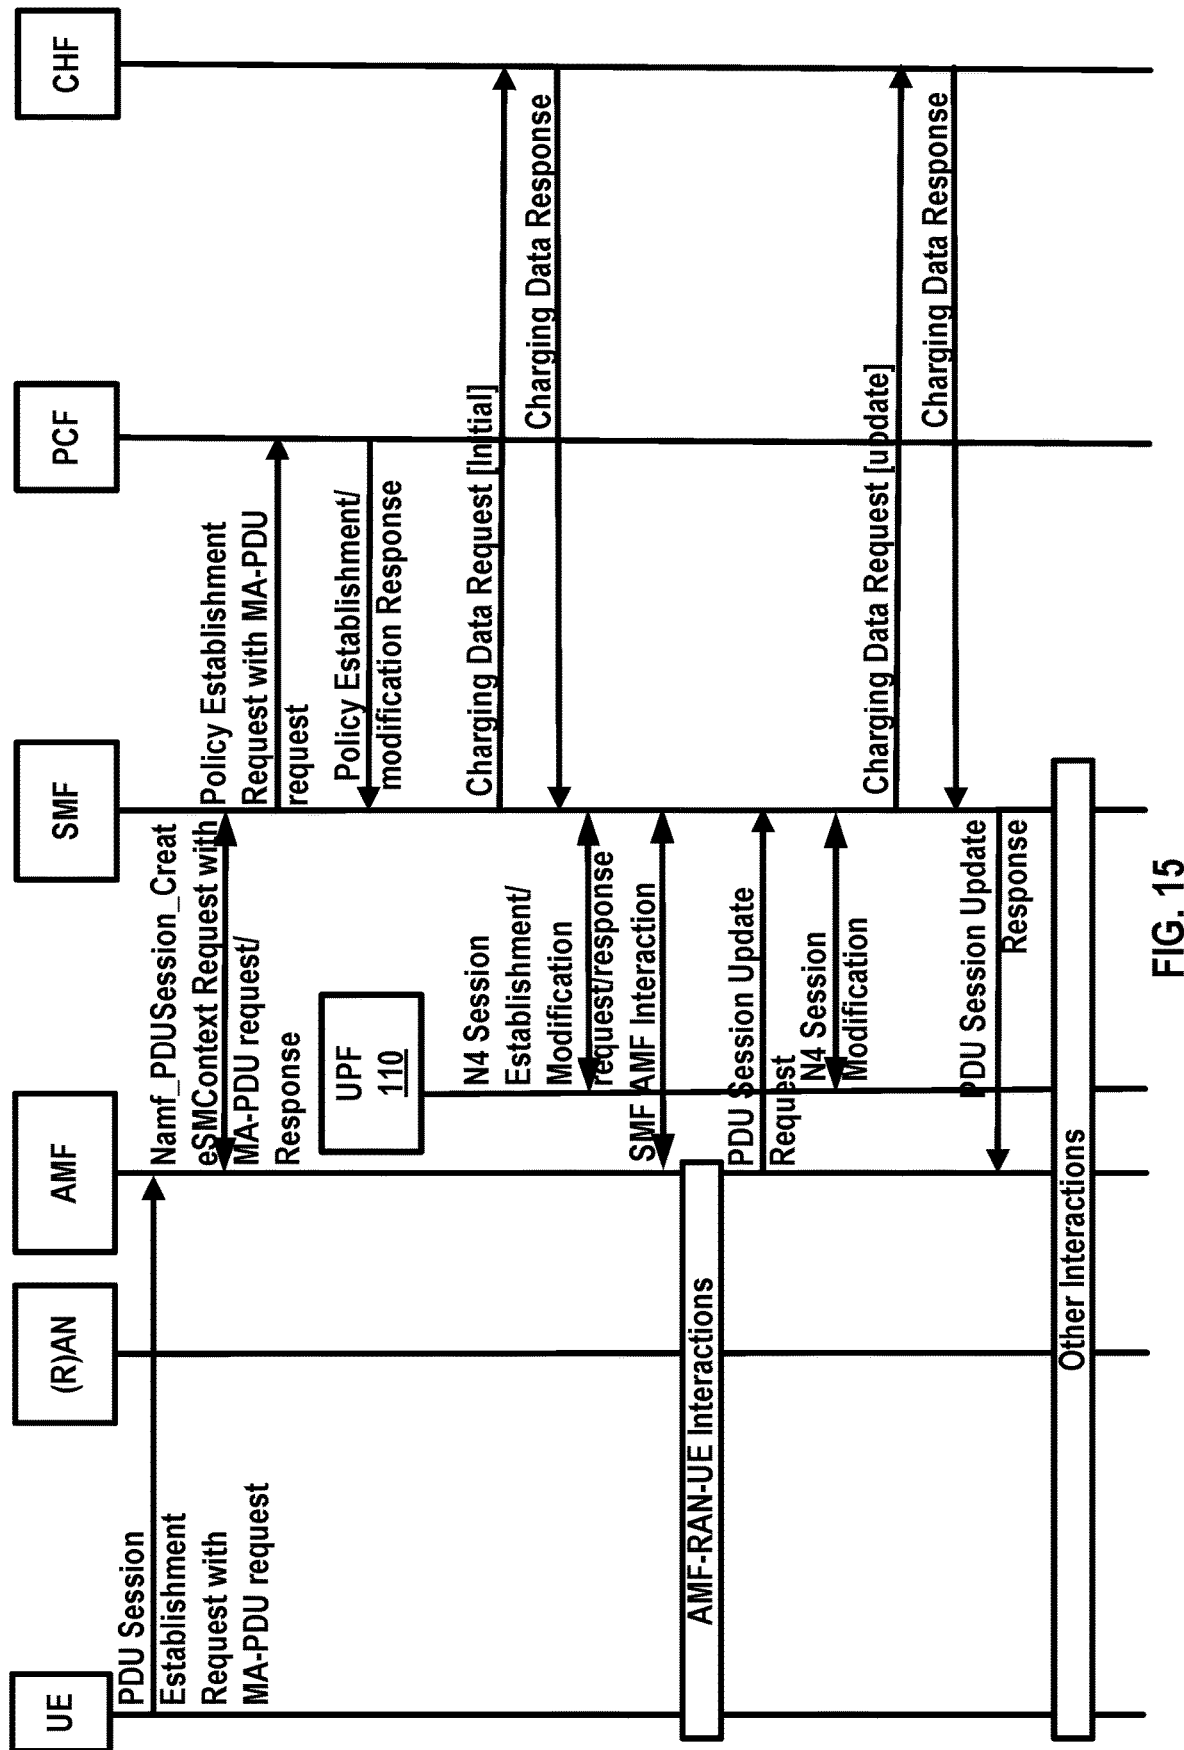 UE
(R)AN
AMF
SMF
PCF
CHF
PDU Session
Establishment
Request with
MA-PDU request
Namf_PDUSession_Creat
eSMContext Request with
MA-PDU request/
Response
Policy Establishment
Request with MA-PDU
request
Policy Establishment/
modification Response
UPF
110
Charging Data Request [Initial]
Charging Data Response
N4 Session
Establishment/
Modification
request/response
SMF AMF Interaction
AMF-RAN-UE Interactions
PDU Session Update
Request
N4 Session
Modification
Charging Data Request [update]
Charging Data Response
PDU Session Update
Response
Other Interactions
FIG. 15